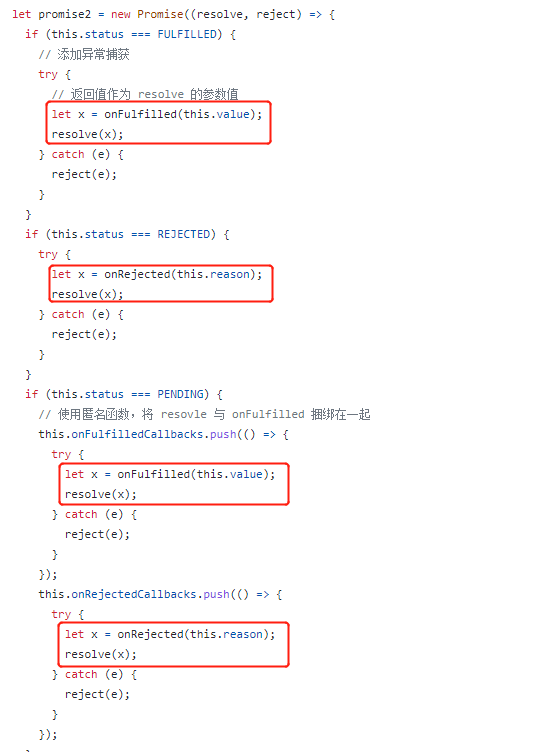 let promise2 = new Promise((resolve, reject) => {
if (this.status === FULFILLED) {
// 添加异常捕获
try {
// 返回值作为 resolve 的参数值
let x = onFulfilled(this.value);
resolve(x);
} catch (e) {
reject(e);
}
}
if (this.status === REJECTED) {
try {
let x = onRejected(this.reason);
resolve(x);
} catch (e) {
reject(e);
}
}
if (this.status === PENDING) {
// 使用匿名函数，将 resovle 与 onFulfilled 捆绑在一起
this.onFulfilledCallbacks.push(() => {
try {
let x = onFulfilled(this.value);
resolve(x);
} catch (e) {
reject(e);
}
});
this.onRejectedCallbacks.push(() => {
try {
let x = onRejected(this.reason);
resolve(x);
} catch (e) {
reject(e);
}
});